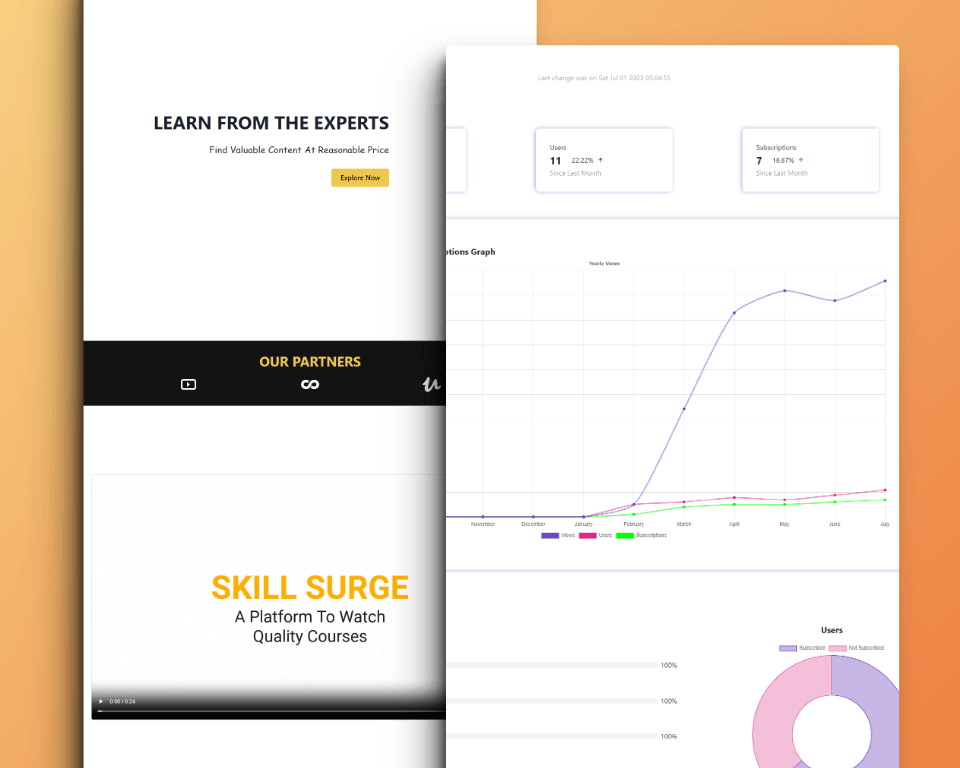 LEARN FROM THE EXPERTS
Find Valuable Content At Reasonable Price
Explore Now
OUR PARTNERS
SKILL SURGE
A Platform To Watch
Quality Courses
0:00 / 0:24
Last change was on Sat Jul 01 2023 05:04:55
Users
11 22.22%
Since Last Month
Subscriptions
7 16.67%
Since Last Month
ptions Graph
Yearly Views
November December January February March April May June July
Views Users Subscriptions
100%
100%
100%
Users
Subscribed Not Subscribed